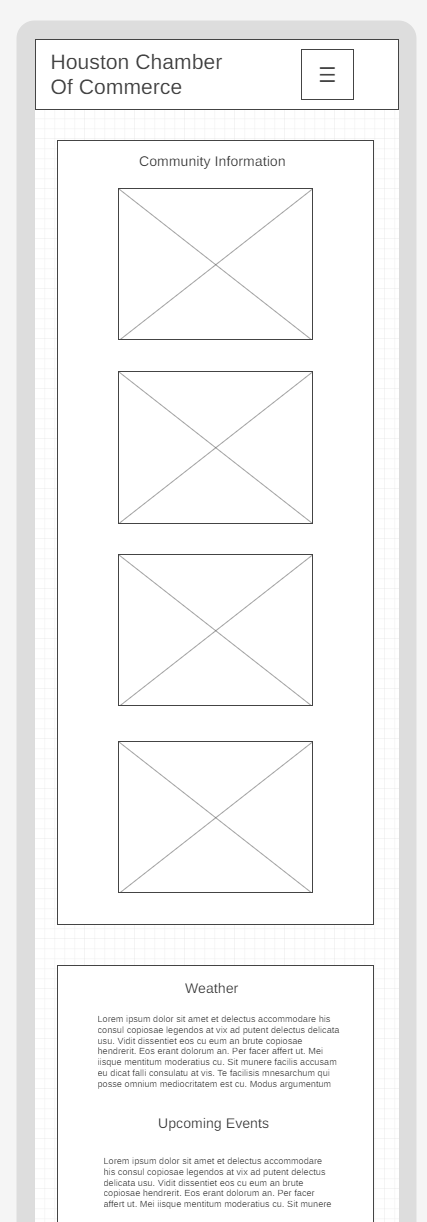 Houston Chamber
Of Commerce
☰
Community Information
Weather
Lorem ipsum dolor sit amet et delectus accommodare his
consul copiosae legendos at vix ad putent delectus delicata
usu. Vidit dissentiet eos cu eum an brute copiosae
hendrerit. Eos erant dolorum an. Per facer affert ut. Mei
iisque mentitum moderatius cu. Sit munere facilis accusam
eu dicat falli consulatu at vis. Te facilisis mnesarchum qui
posse omnium mediocritatem est cu. Modus argumentum
Upcoming Events
Lorem ipsum dolor sit amet et delectus accommodare
his consul copiosae legendos at vix ad putent delectus
delicata usu. Vidit dissentiet eos cu eum an brute
copiosae hendrerit. Eos erant dolorum an. Per facer
affert ut. Mei iisque mentitum moderatius cu. Sit munere